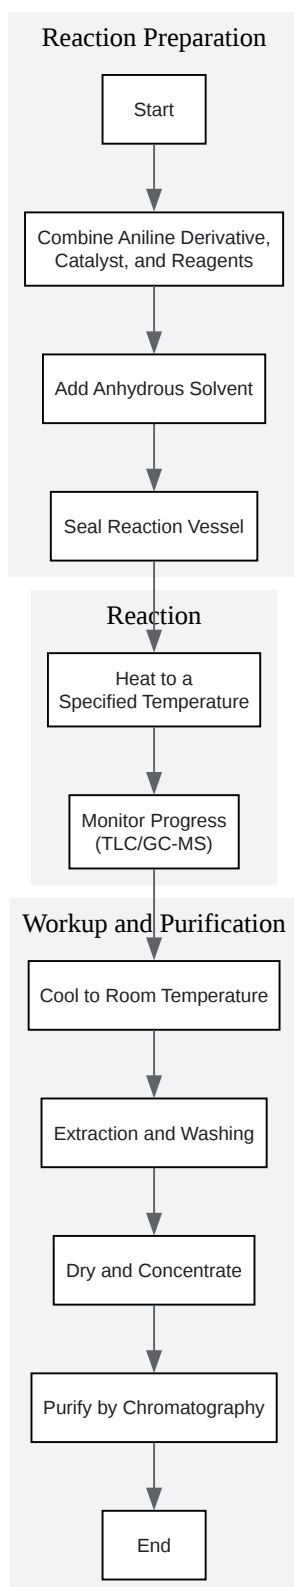 Reaction Preparation
Start
Combine Aniline Derivative,
Catalyst, and Reagents
Add Anhydrous Solvent
Seal Reaction Vessel
Reaction
Heat to a
Specified Temperature
Monitor Progress
(TLC/GC-MS)
Workup and Purification
Cool to Room Temperature
Extraction and Washing
Dry and Concentrate
Purify by Chromatography
End